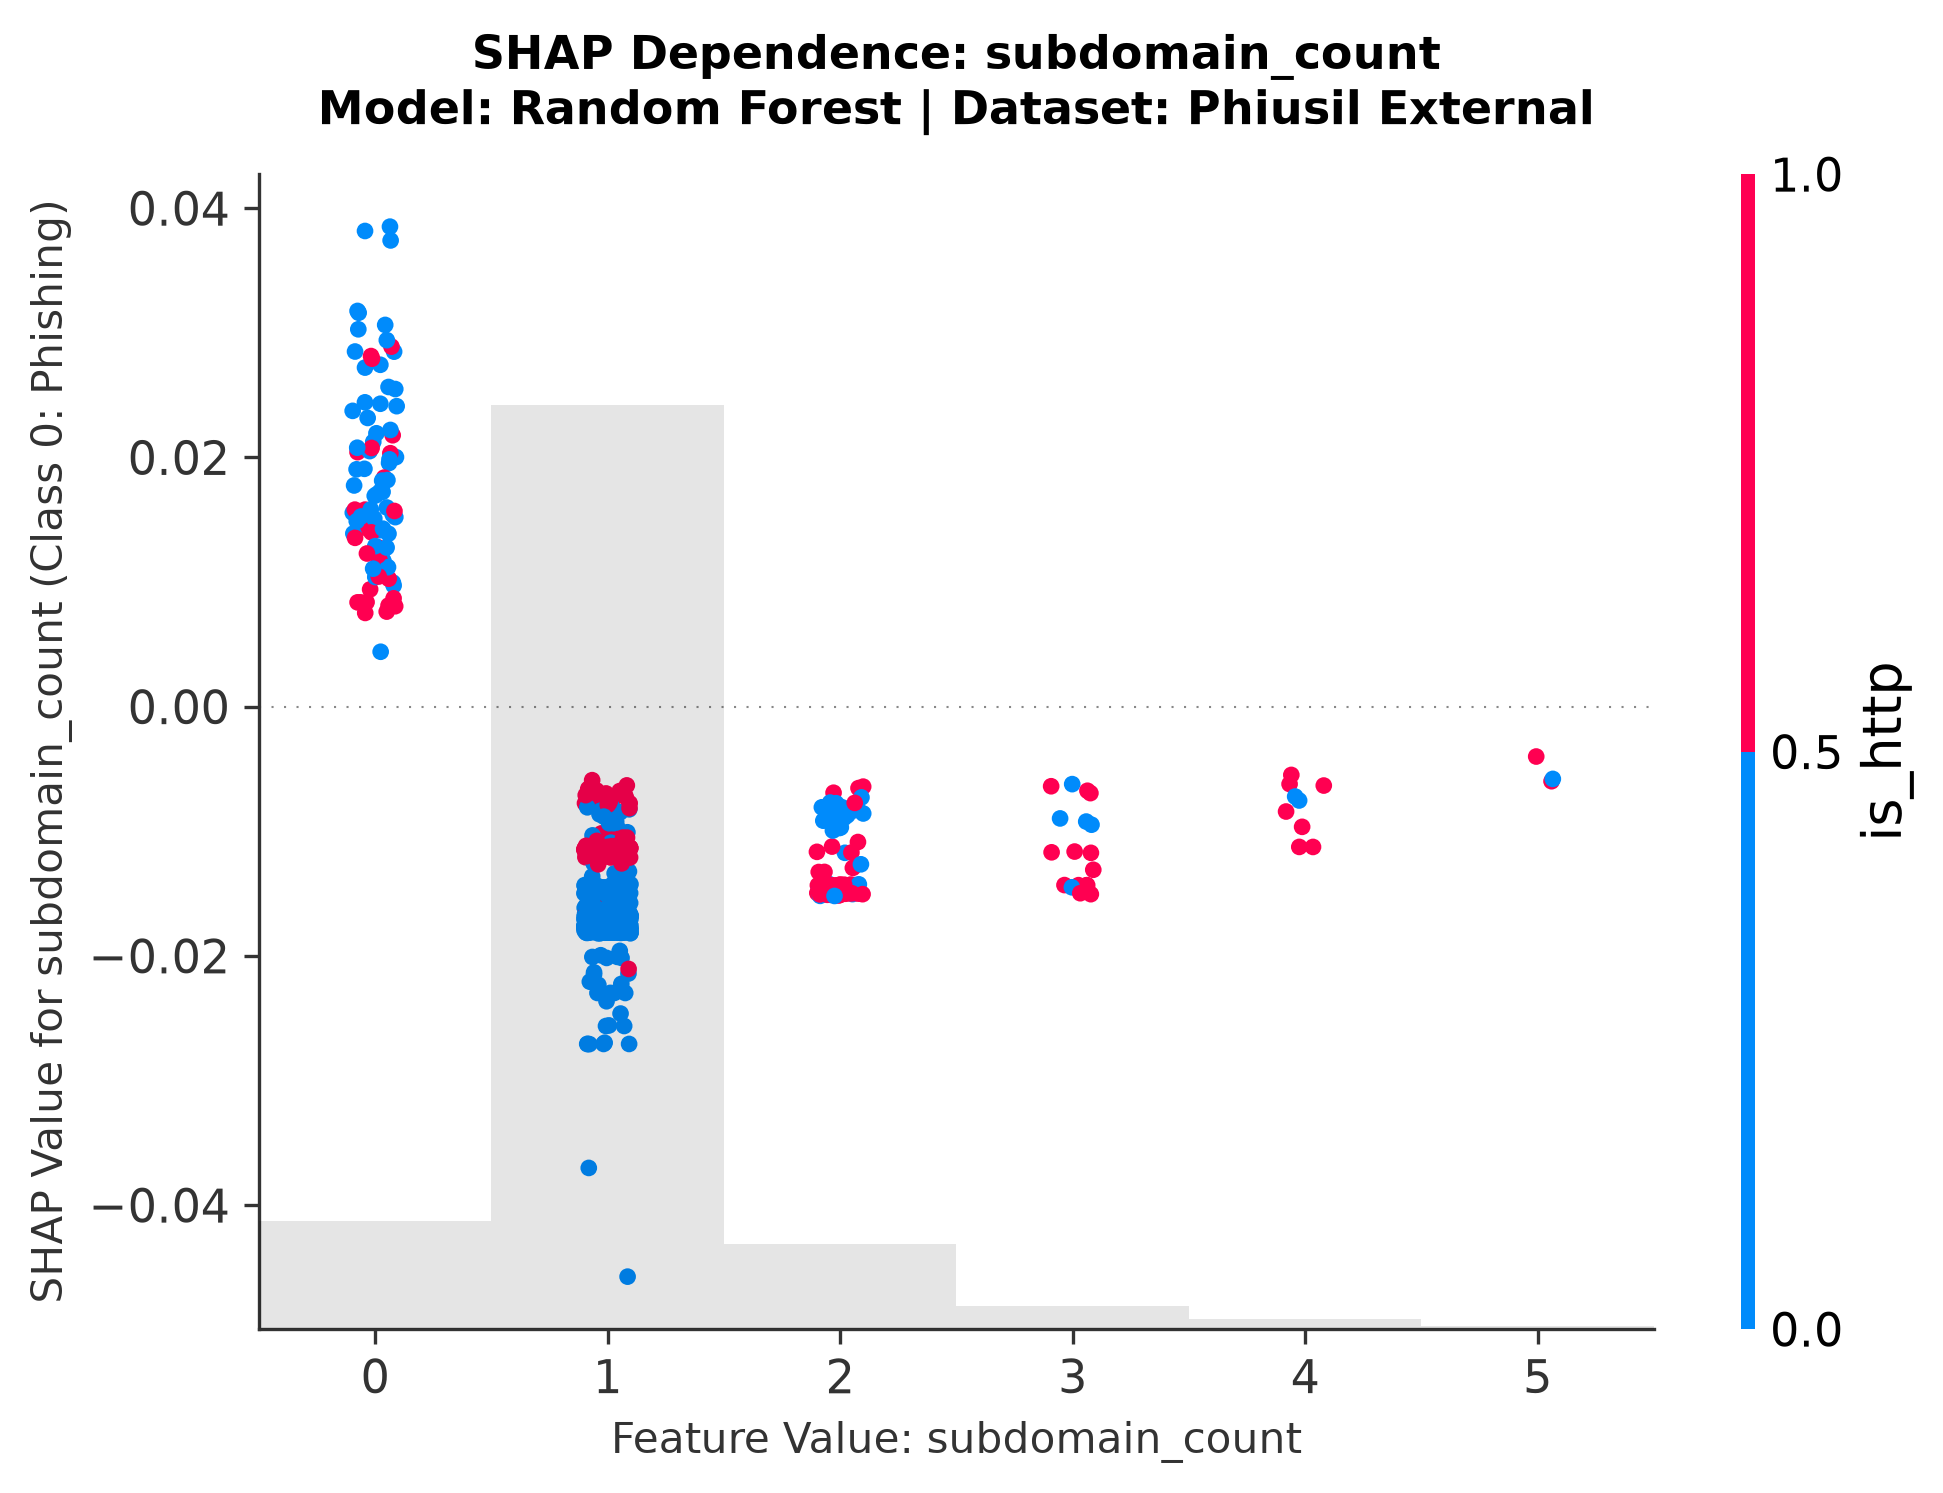 SHAP Dependence: subdomain_count
Model: Random Forest | Dataset: Phiusil External
SHAP Value for subdomain_count (Class 0: Phishing)
0.04
0.02
0.00
−0.02
−0.04
0
1
2
3
4
5
Feature Value: subdomain_count
1.0
0.5
0.0
is_http